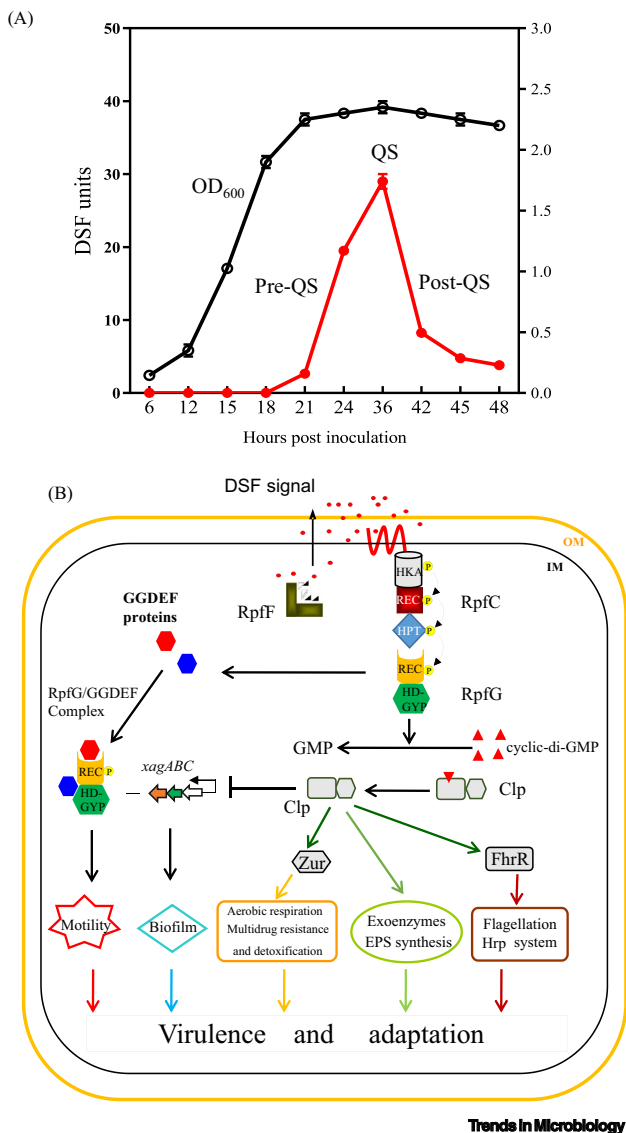 (A)
50
40
30
20
10
0
DSF units
3.0
2.5
2.0
1.5
1.0
0.5
0.0
OD600
QS
Pre-QS
Post-QS
6 12 15 18 21 24 36 42 45 48
Hours post inoculation
(B)
DSF signal
OM
IM
HKA P
REC P
RpfC
HPT P
RpfF
GGDEF
proteins
REC P
HD-
GYP
RpfG
RpfG/GGDEF
Complex
GMP
cyclic-di-GMP
REC P
HD-
GYP
xagABC
Clp
Clp
Zur
FhrR
Motility
Biofilm
Aerobic respiration
Multidrug resistance
and detoxification
Exoenzymes
EPS synthesis
Flagellation
Hrp system
Virulence and adaptation
Trends in Microbiology